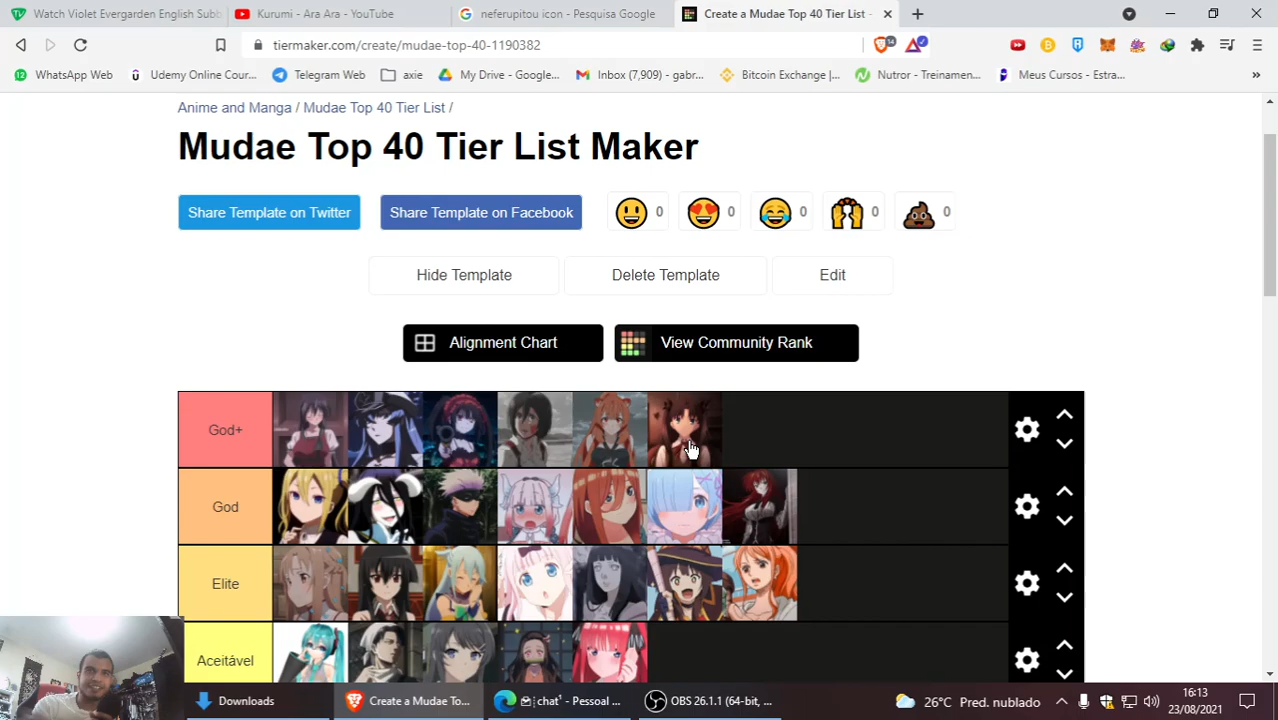 Watch Violet Evergarden English Subb
Kurumi - Ara Ara - YouTube
neferupitou icon - Pesquisa Google
Create a Mudae Top 40 Tier List -
tiermaker.com/create/mudae-top-40-1190382
14
WhatsApp Web
Udemy Online Cour...
Telegram Web
axie
My Drive - Google...
Inbox (7,909) - gabr...
Bitcoin Exchange |...
Nutror - Treinamen...
Meus Cursos - Estra...
Anime and Manga / Mudae Top 40 Tier List /
Mudae Top 40 Tier List Maker
Share Template on Twitter
Share Template on Facebook
0
0
0
0
0
Hide Template
Delete Template
Edit
Alignment Chart
View Community Rank
God+
God
Elite
Aceitável
Downloads
Create a Mudae To...
chat¹ - Pessoal ...
OBS 26.1.1 (64-bit, ...
26°C Pred. nublado
16:13
23/08/2021